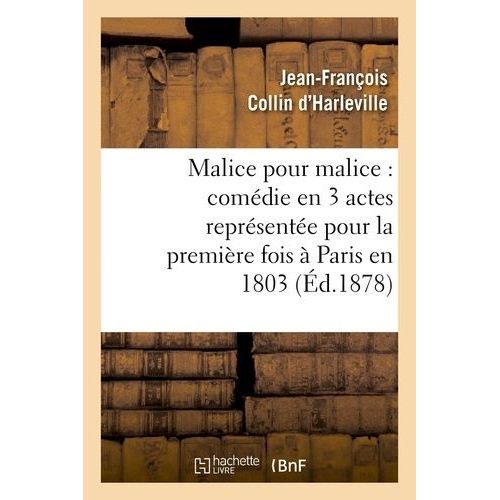 Jean-François
Collin d'Harleville
Malice pour malice : comédie en 3 actes
représentée pour la
première fois à Paris en
1803 (Éd.1878)
hachette
LIVRE
{BnF